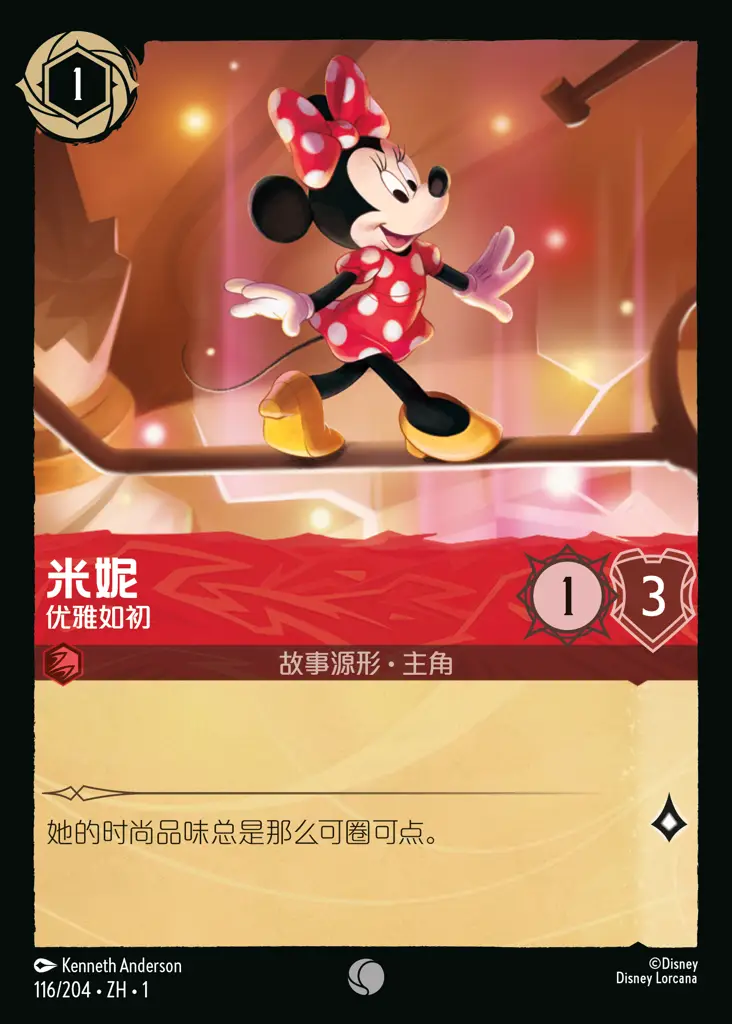 1
米妮
优雅如初
1
3
故事源形 • 主角
她的时尚品味总是那么可圈可点。
Kenneth Anderson
116/204 • ZH • 1
©Disney
Disney Lorcana